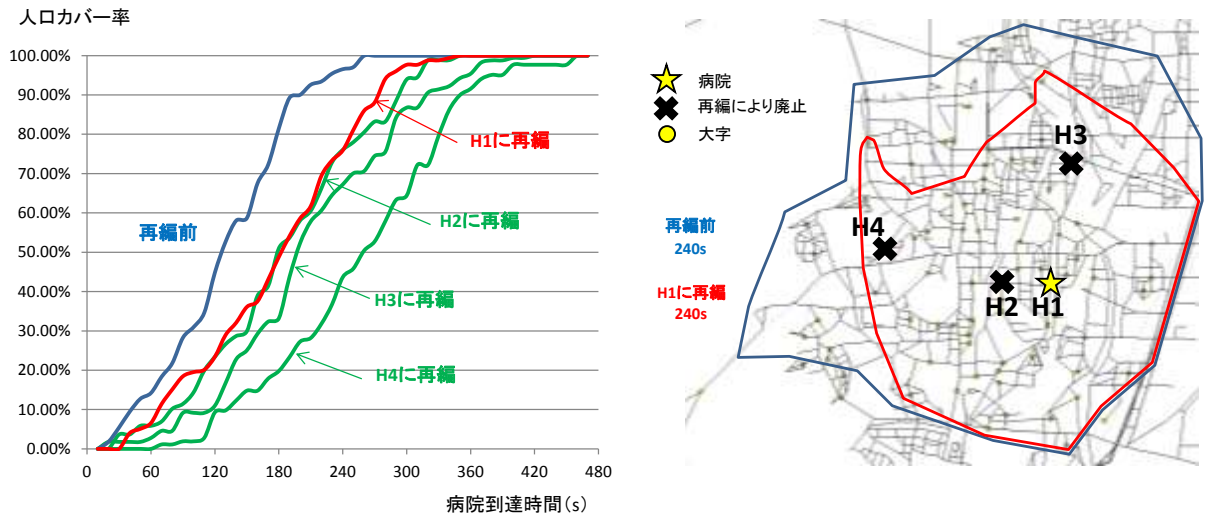 人口カバー率
100.00%
90.00%
80.00%
70.00%
60.00%
50.00%
40.00%
30.00%
20.00%
10.00%
0.00%
0
60
120
180
240
300
360
420
480
病院到達時間(s)
再編前
H1に再編
H2に再編
H3に再編
H4に再編
病院
再編により廃止
大字
再編前
240s
H1に再編
240s
H3
H4
H2
H1